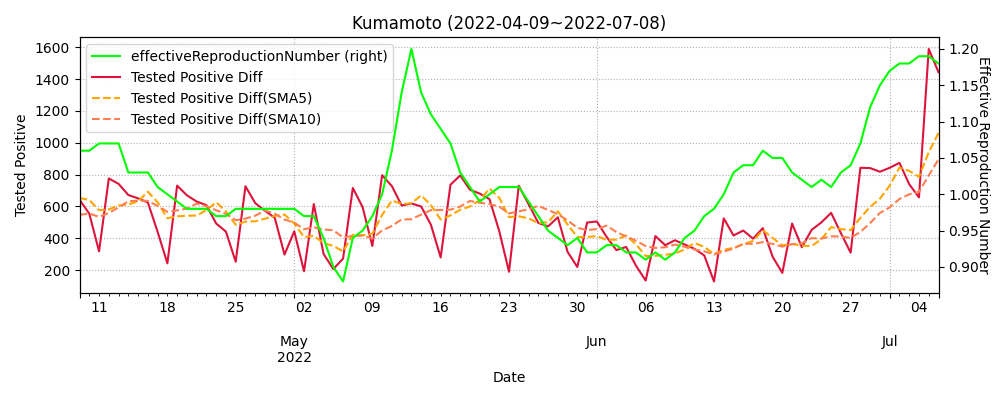 Kumamoto (2022-04-09~2022-07-08)
effectiveReproductionNumber (right)
Tested Positive Diff
Tested Positive Diff(SMA5)
Tested Positive Diff(SMA10)
Tested Positive
1600
1400
1200
1000
800
600
400
200
1.20
1.15
1.10
1.05
1.00
0.95
0.90
Effective Reproduction Number
11 18 25 02 09 16 23 30 06 13 20 27 04
May Jun Jul
2022
Date